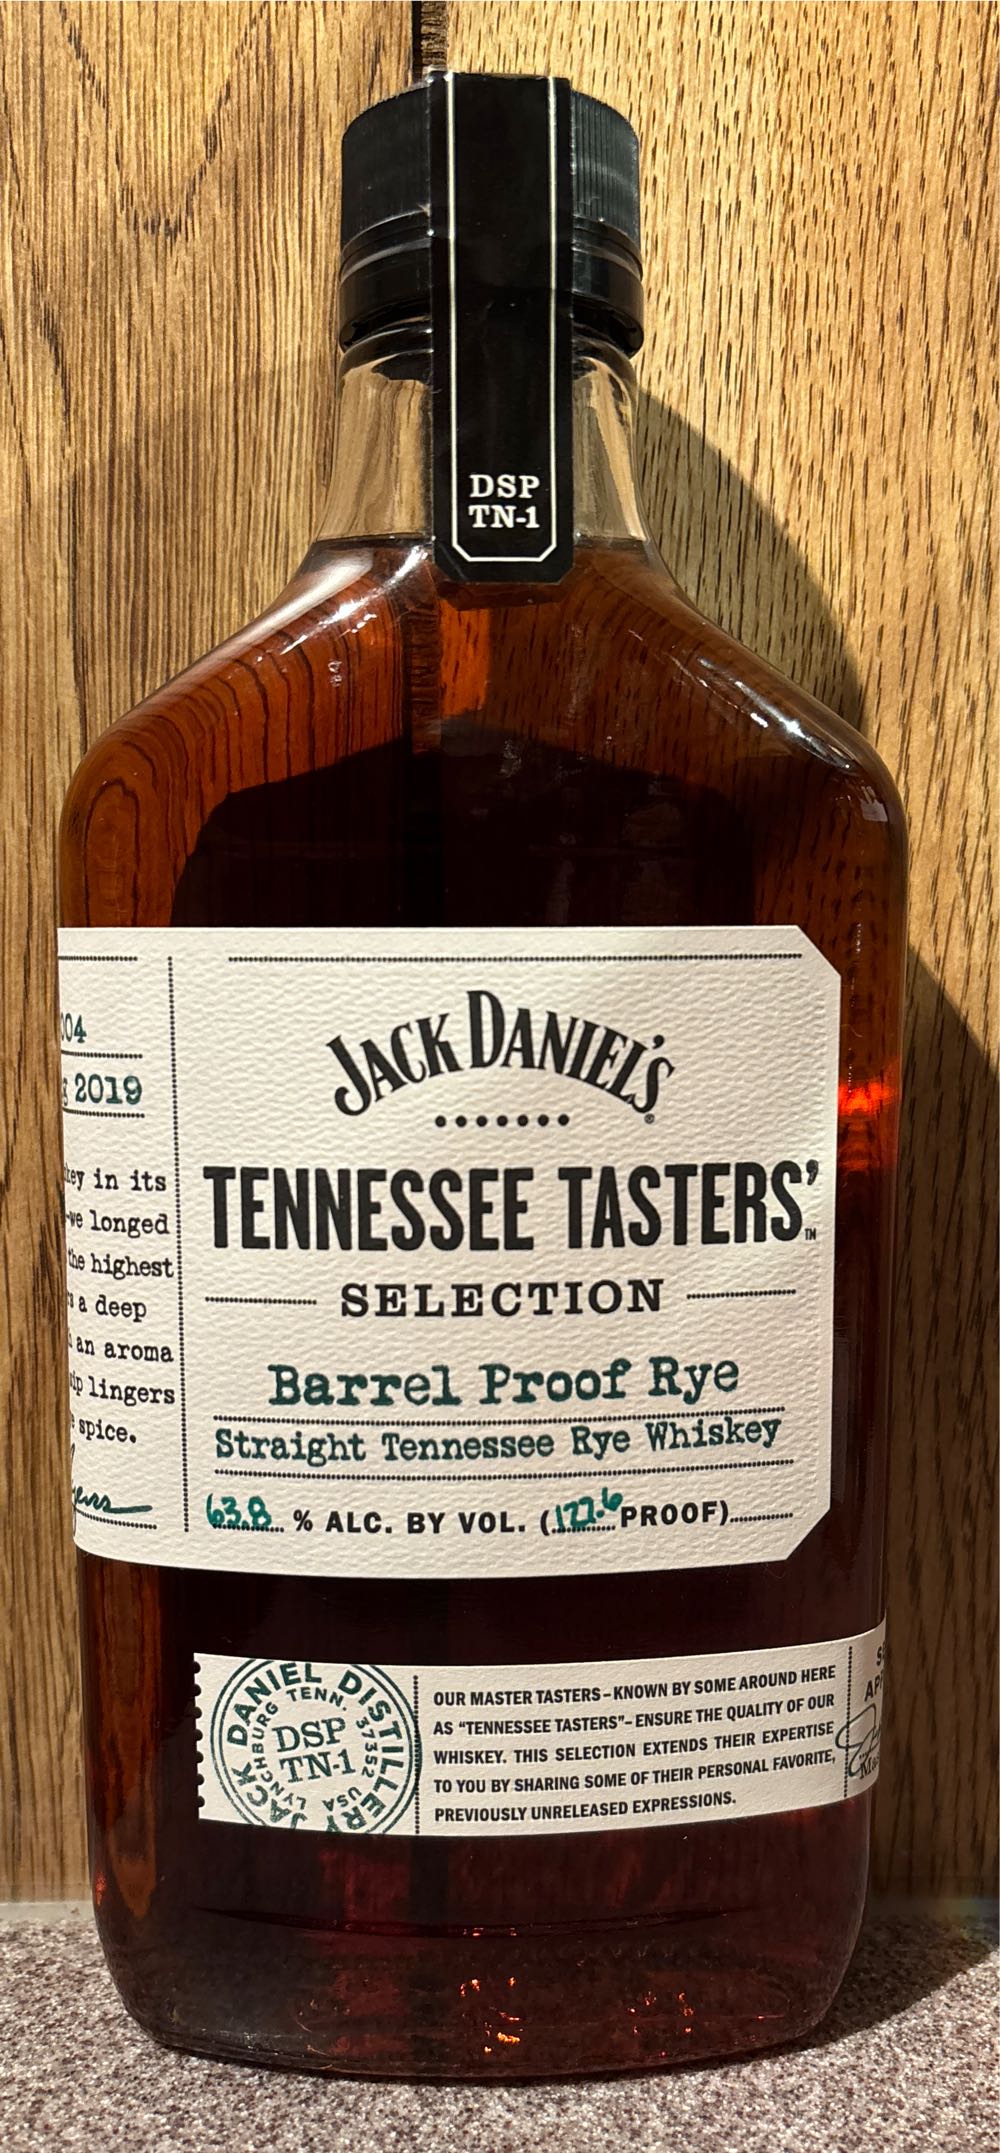 DSP
TN-1
004
2019
in its
we longed
the highest
a deep
an aroma
lingers
spice.
JACK DANIEL'S®
TENNESSEE TASTERS'™
SELECTION
Barrel Proof Rye
Straight Tennessee Rye Whiskey
63.8 % ALC. BY VOL. (127.6 PROOF)
JACK DANIEL DISTILLERY
LYNCHBURG TENN. 37352 USA
DSP
TN-1
OUR MASTER TASTERS–KNOWN BY SOME AROUND HERE
AS “TENNESSEE TASTERS”–ENSURE THE QUALITY OF OUR
WHISKEY. THIS SELECTION EXTENDS THEIR EXPERTISE
TO YOU BY SHARING SOME OF THEIR PERSONAL FAVORITE,
PREVIOUSLY UNRELEASED EXPRESSIONS.